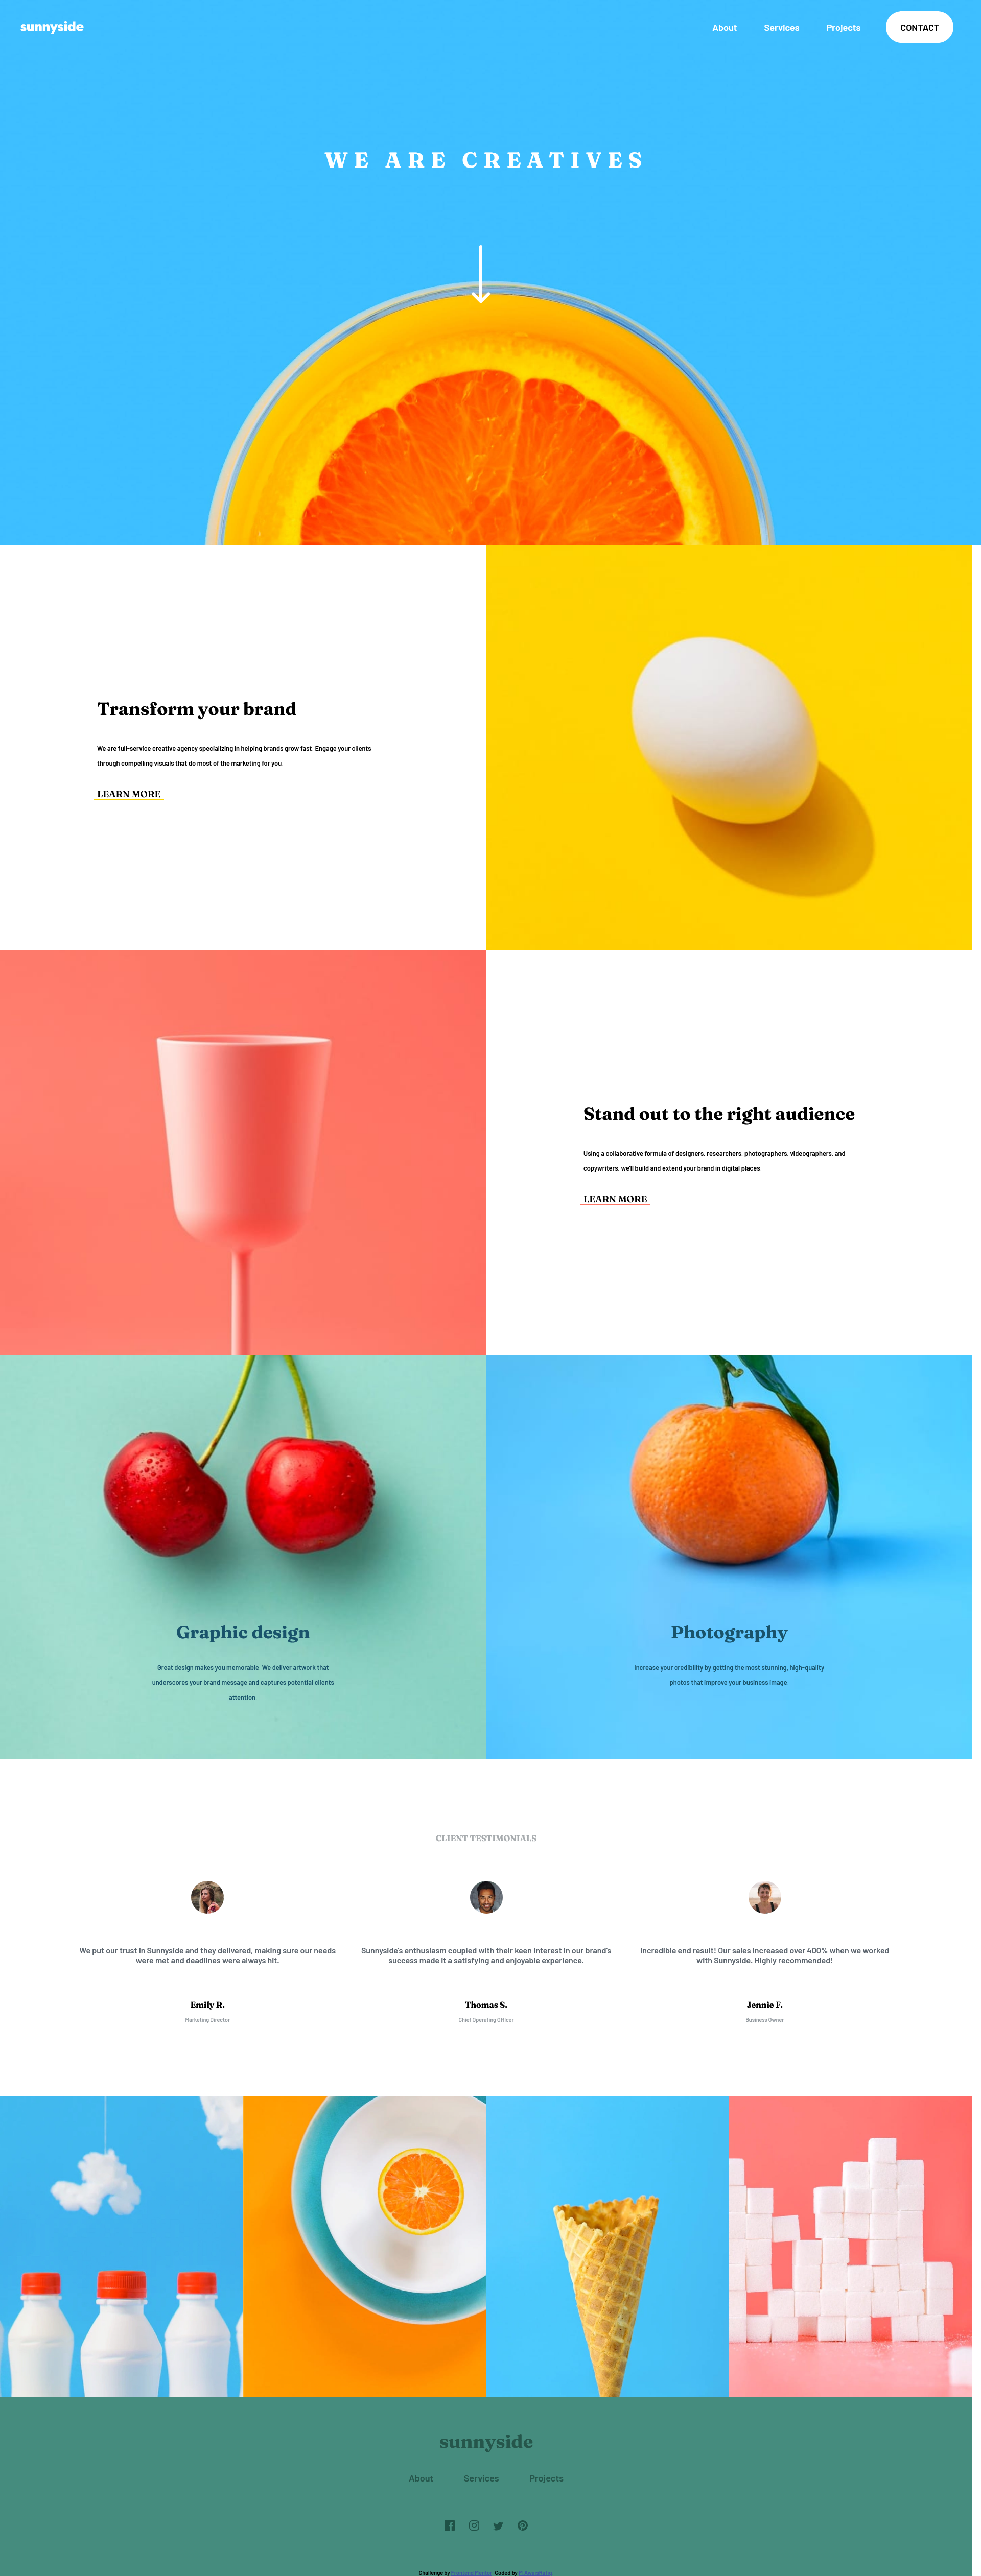 sunnyside
About Services Projects CONTACT
WE ARE CREATIVES
Transform your brand
We are full-service creative agency specializing in helping brands grow fast. Engage your clients
through compelling visuals that do most of the marketing for you.
LEARN MORE
Stand out to the right audience
Using a collaborative formula of designers, researchers, photographers, videographers, and
copywriters, we'll build and extend your brand in digital places.
LEARN MORE
Graphic design
Great design makes you memorable. We deliver artwork that
underscores your brand message and captures potential clients
attention.
Photography
Increase your credibility by getting the most stunning, high-quality
photos that improve your business image.
CLIENT TESTIMONIALS
We put our trust in Sunnyside and they delivered, making sure our needs
were met and deadlines were always hit.
Emily R.
Marketing Director
Sunnyside's enthusiasm coupled with their keen interest in our brand's
success made it a satisfying and enjoyable experience.
Thomas S.
Chief Operating Officer
Incredible end result! Our sales increased over 400% when we worked
with Sunnyside. Highly recommended!
Jennie F.
Business Owner
sunnyside
About Services Projects
Challenge by Frontend Mentor. Coded by